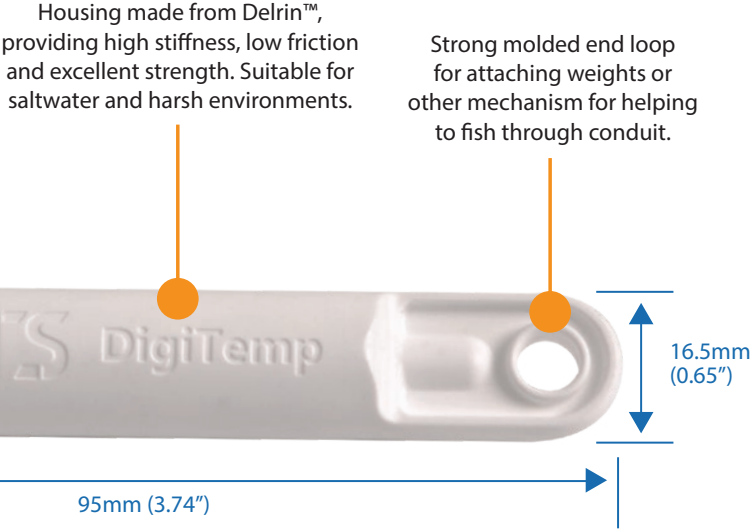 Housing made from Delrin™,
providing high stiffness, low friction
and excellent strength. Suitable for
saltwater and harsh environments.
Strong molded end loop
for attaching weights or
other mechanism for helping
to fish through conduit.
DigiTemp
16.5mm
(0.65”)
95mm (3.74”)